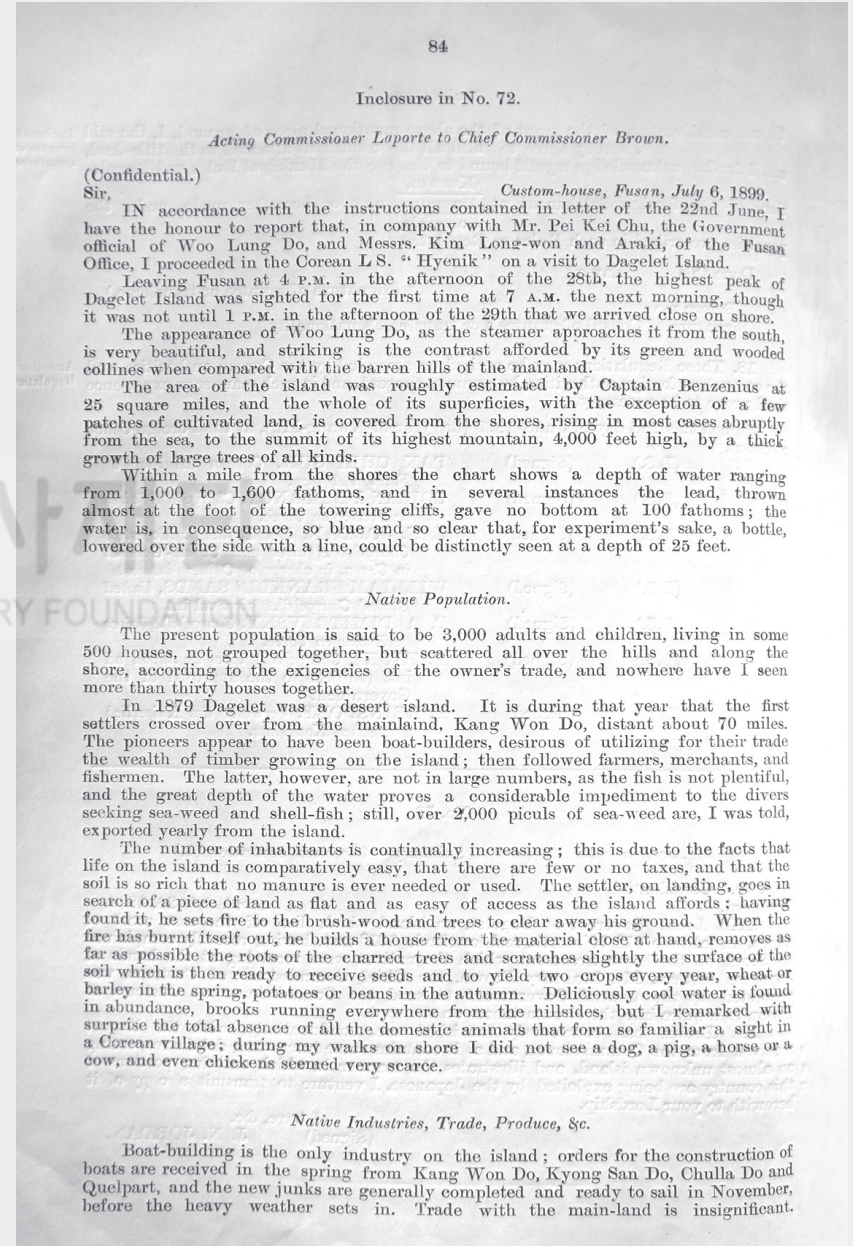 84
Inclosure in No. 72.
Acting Commissioner Laporte to Chief Commissioner Brown.
(Confidential.)
Sir, Custom-house, Fusan, July 6, 1899.
IN accordance with the instructions contained in letter of the 22nd June, I
have the honour to report that, in company with Mr. Pei Kei Chu, the Government
official of Woo Lung Do, and Messrs. Kim Long-won and Araki, of the Fusan
Office, I proceeded in the Corean L S. "Hyenik" on a visit to Dagelet Island.
Leaving Fusan at 4 P.M. in the afternoon of the 28th, the highest peak of
Dagelet Island was sighted for the first time at 7 A.M. the next morning, though
it was not until 1 P.M. in the afternoon of the 29th that we arrived close on shore.
The appearance of Woo Lung Do, as the steamer approaches it from the south,
is very beautiful, and striking is the contrast afforded by its green and wooded
collines when compared with the barren hills of the mainland.
The area of the island was roughly estimated by Captain Benzenius at
25 square miles, and the whole of its superficies, with the exception of a few
patches of cultivated land, is covered from the shores, rising in most cases abruptly
from the sea, to the summit of its highest mountain, 4,000 feet high, by a thick
growth of large trees of all kinds.
Within a mile from the shores the chart shows a depth of water ranging
from 1,000 to 1,600 fathoms, and in several instances the lead, thrown
almost at the foot of the towering cliffs, gave no bottom at 100 fathoms; the
water is, in consequence, so blue and so clear that, for experiment's sake, a bottle,
lowered over the side with a line, could be distinctly seen at a depth of 25 feet.
RY FOUNDATION
Native Population.
The present population is said to be 3,000 adults and children, living in some
500 houses, not grouped together, but scattered all over the hills and along the
shore, according to the exigencies of the owner's trade, and nowhere have I seen
more than thirty houses together.
In 1879 Dagelet was a desert island. It is during that year that the first
settlers crossed over from the mainlaind, Kang Won Do, distant about 70 miles.
The pioneers appear to have been boat-builders, desirous of utilizing for their trade
the wealth of timber growing on the island; then followed farmers, merchants, and
fishermen. The latter, however, are not in large numbers, as the fish is not plentiful,
and the great depth of the water proves a considerable impediment to the divers
seeking sea-weed and shell-fish; still, over 2,000 piculs of sea-weed are, I was told,
exported yearly from the island.
The number of inhabitants is continually increasing; this is due to the facts that
life on the island is comparatively easy, that there are few or no taxes, and that the
soil is so rich that no manure is ever needed or used. The settler, on landing, goes in
search of a piece of land as flat and as easy of access as the island affords; having
found it, he sets fire to the brush-wood and trees to clear away his ground. When the
fire has burnt itself out, he builds a house from the material close at hand, removes as
far as possible the roots of the charred trees and scratches slightly the surface of the
soil which is then ready to receive seeds and to yield two crops every year, wheat or
barley in the spring, potatoes or beans in the autumn. Deliciously cool water is found
in abundance, brooks running everywhere from the hillsides, but I remarked with
surprise the total absence of all the domestic animals that form so familiar a sight in
a Corean village; during my walks on shore I did not see a dog, a pig, a horse or a
cow, and even chickens seemed very scarce.
Native Industries, Trade, Produce, &c.
Boat-building is the only industry on the island; orders for the construction of
boats are received in the spring from Kang Won Do, Kyong San Do, Chulla Do and
Quelpart, and the new junks are generally completed and ready to sail in November,
before the heavy weather sets in. Trade with the main-land is insignificant.